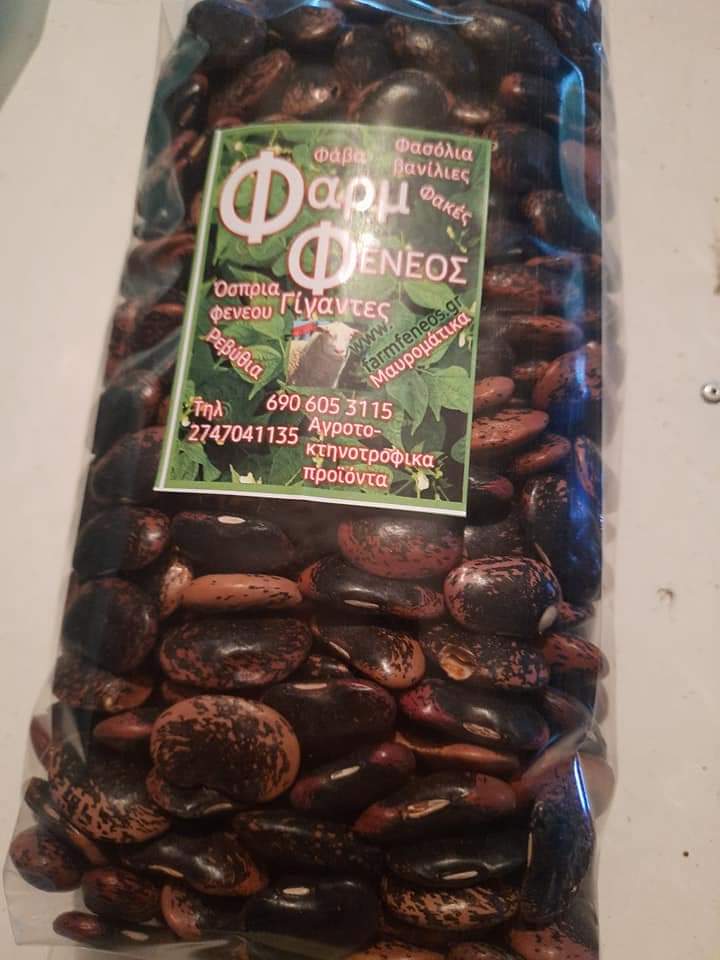 Φάβα
Φασόλια
βανίλιες
Φαρμ
Φακές
Φενεος
Όσπρια
φενεου
Γίγαντες
Ρεβύθια
www.
farmfeneos.gr
Μαυρομάτικα
Τηλ
690 605 3115
2747041135
Αγροτο-
κτηνοτροφικα
προϊόντα